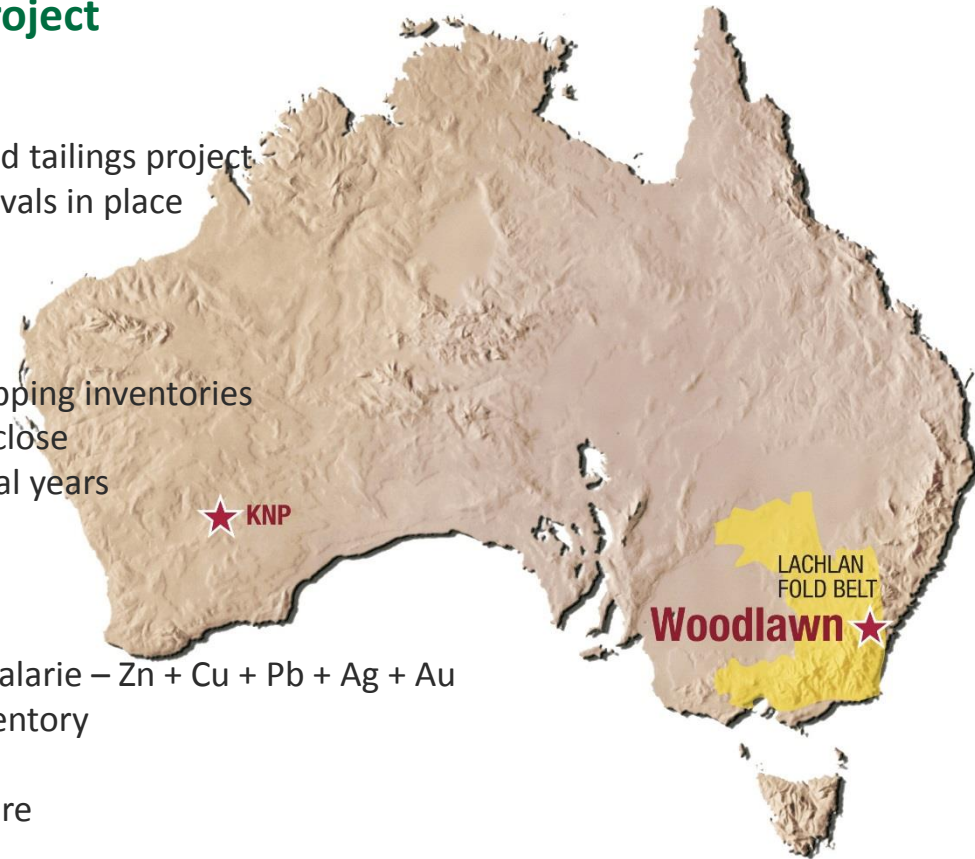 roject
d tailings project
vals in place
pping inventories
close
al years
KNP
LACHLAN
FOLD BELT
Woodlawn
alarie – Zn + Cu + Pb + Ag + Au
entory
re